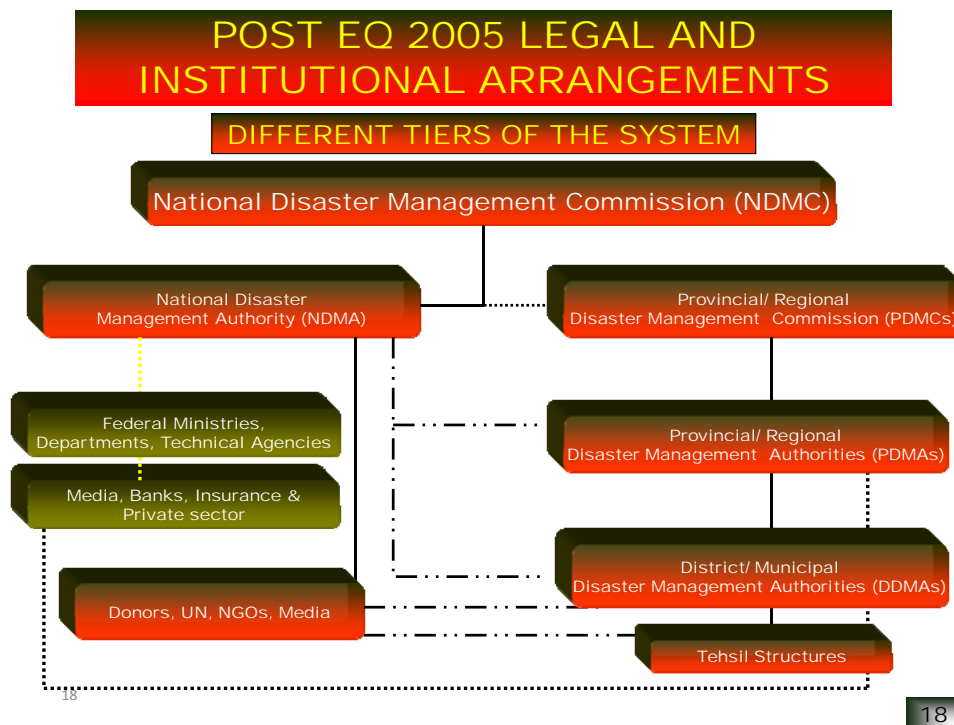 POST EQ 2005 LEGAL AND
INSTITUTIONAL ARRANGEMENTS
DIFFERENT TIERS OF THE SYSTEM
National Disaster Management Commission (NDMC)
National Disaster
Management Authority (NDMA)
Provincial/ Regional
Disaster Management Commission (PDMCs)
Federal Ministries,
Departments, Technical Agencies
Provincial/ Regional
Disaster Management Authorities (PDMAs)
Media, Banks, Insurance &
Private sector
District/ Municipal
Disaster Management Authorities (DDMAs)
Donors, UN, NGOs, Media
Tehsil Structures
18
18